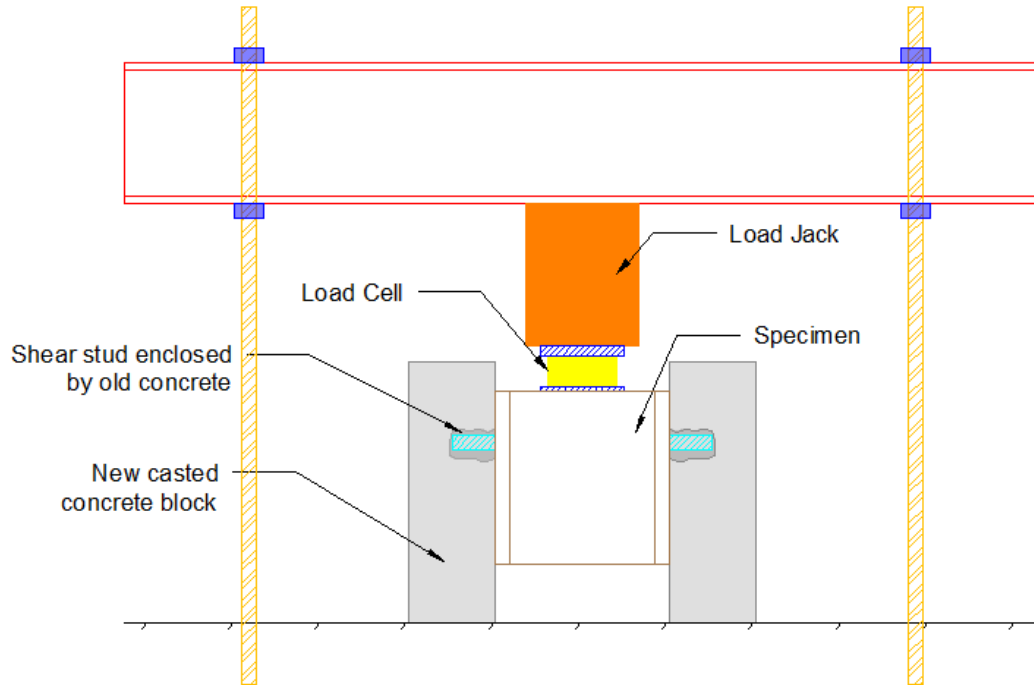 Load Jack
Load Cell
Specimen
Shear stud enclosed
by old concrete
New casted
concrete block